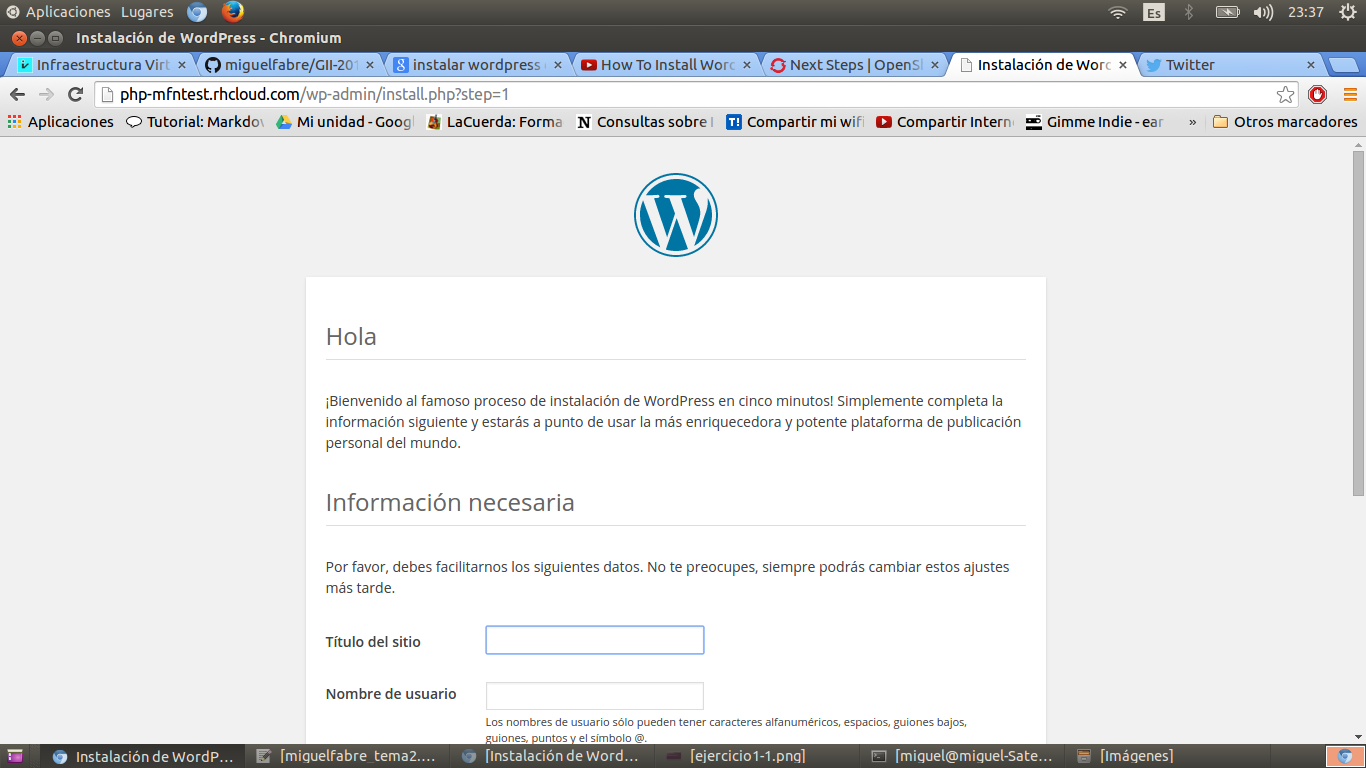 Aplicaciones Lugares Es 23:37
Instalación de WordPress - Chromium
Infraestructura Virt miguelfabre/GII-201 instalar wordpress How To Install Word Next Steps | OpenSh Instalación de Word Twitter
php-mfntest.rhcloud.com/wp-admin/install.php?step=1
Aplicaciones Tutorial: Markdow Mi unidad - Googl LaCuerda: Forma N Consultas sobre T! Compartir mi wifi Compartir Intern Gimme Indie - ear » Otros marcadores
W
Hola
¡Bienvenido al famoso proceso de instalación de WordPress en cinco minutos! Simplemente completa la
información siguiente y estarás a punto de usar la más enriquecedora y potente plataforma de publicación
personal del mundo.
Información necesaria
Por favor, debes facilitarnos los siguientes datos. No te preocupes, siempre podrás cambiar estos ajustes
más tarde.
Título del sitio
Nombre de usuario
Los nombres de usuario sólo pueden tener caracteres alfanuméricos, espacios, guiones bajos,
guiones, puntos y el símbolo @.
Instalación de WordP... [miguelfabre_tema2.... [Instalación de Word... [ejercicio1-1.png] [miguel@miguel-Sate... [Imágenes]